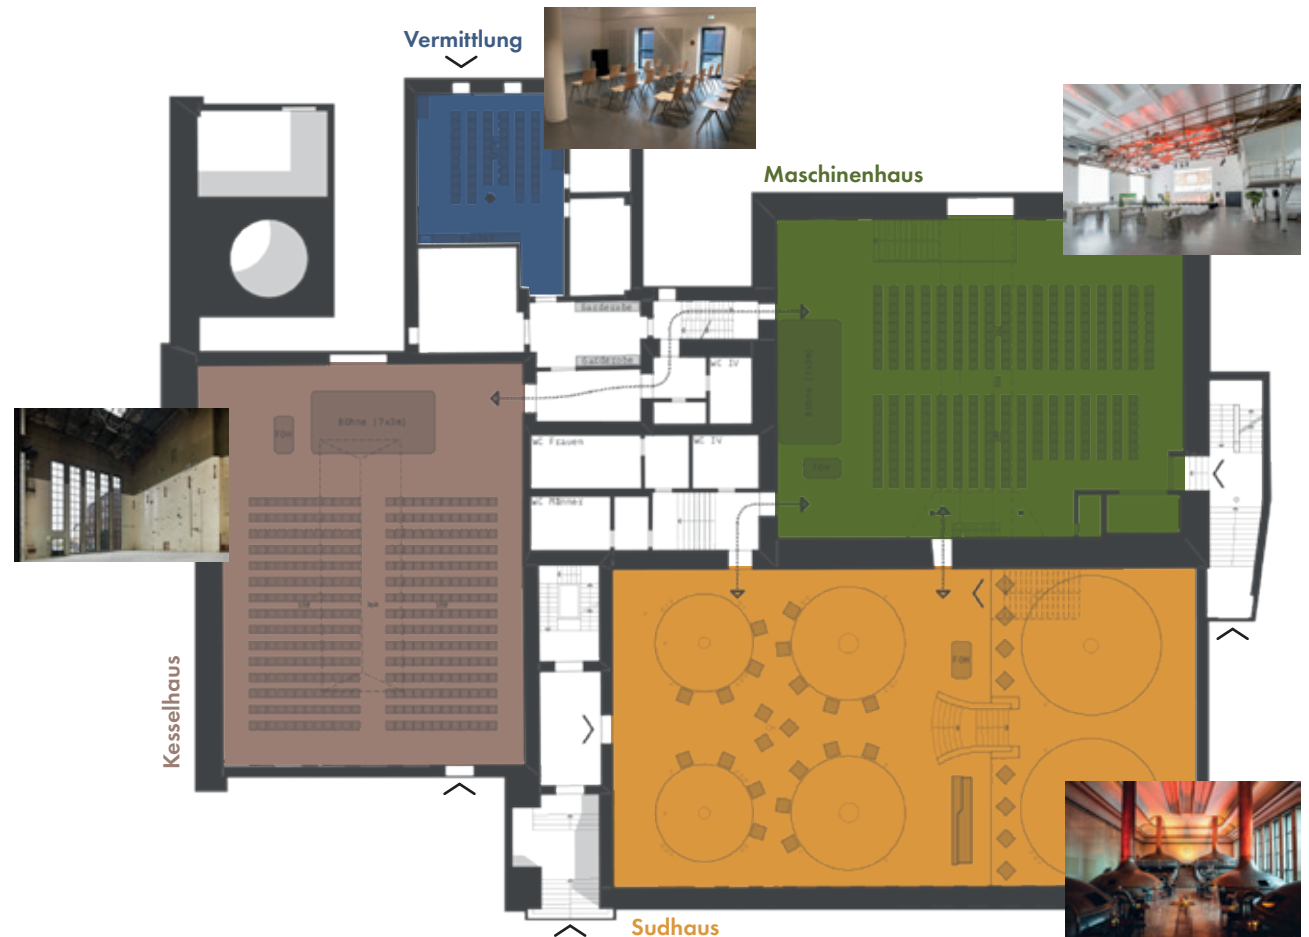 Vermittlung
Maschinenhaus
Garderobe
Garderobe
WC IV
Bühne (7x3m)
FOH
WC Frauen
WC IV
WC Männer
FOH
FOH
Kesselhaus
Sudhaus